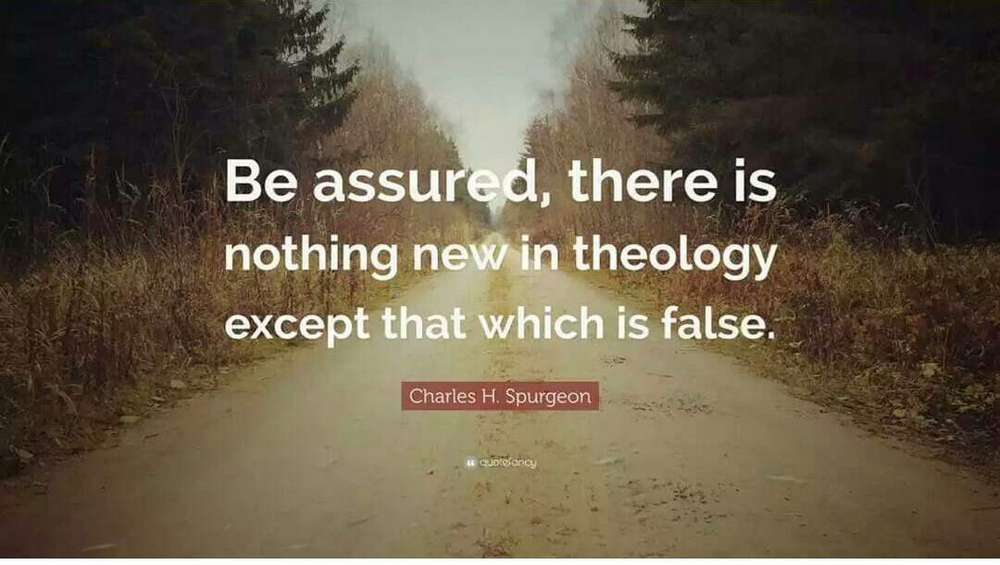 Be assured, there is
nothing new in theology
except that which is false.
Charles H. Spurgeon
quotefancy